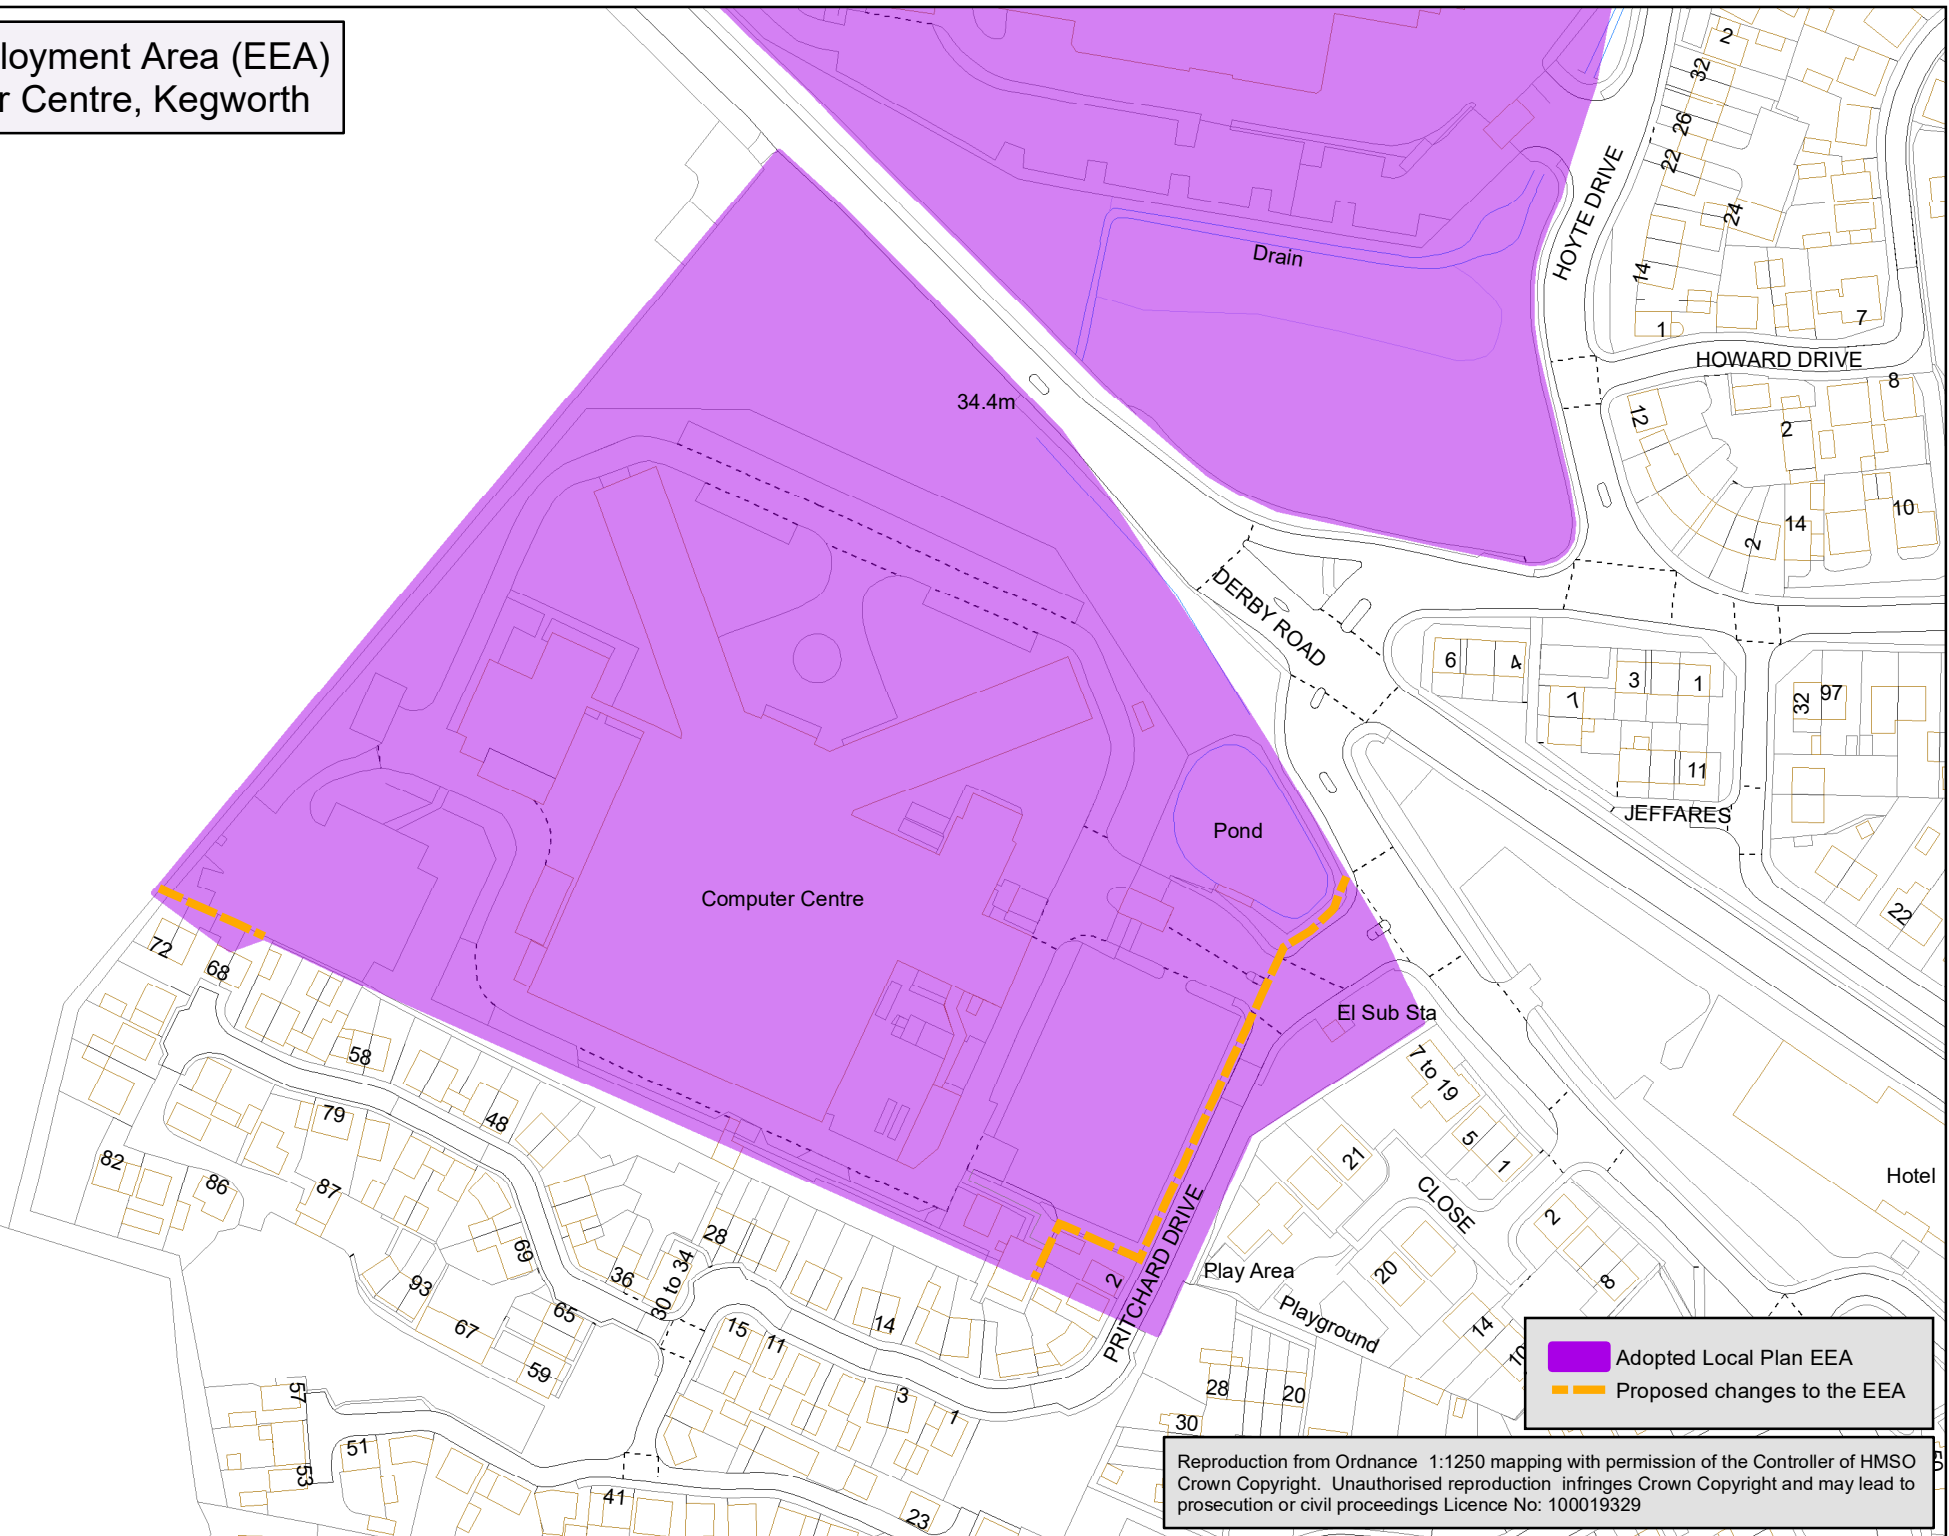 loyment Area (EEA)
r Centre, Kegworth
2
32
26
22
24
14
1
7
HOYTE DRIVE
HOWARD DRIVE
Drain
34.4m
8
12
2
10
14
2
DERBY ROAD
6
4
3
1
7
32
97
11
JEFFARES
22
Pond
Computer Centre
72
68
El Sub Sta
58
7 to 19
79
48
5
1
21
82
86
87
Hotel
CLOSE
2
28
69
36
30 to 34
2
PRITCHARD DRIVE
Play Area
20
8
93
65
67
15
11
14
Playground
14
10
59
57
3
1
28
20
30
51
53
41
23
Adopted Local Plan EEA
Proposed changes to the EEA
Reproduction from Ordnance 1:1250 mapping with permission of the Controller of HMSO
Crown Copyright. Unauthorised reproduction infringes Crown Copyright and may lead to
prosecution or civil proceedings Licence No: 100019329